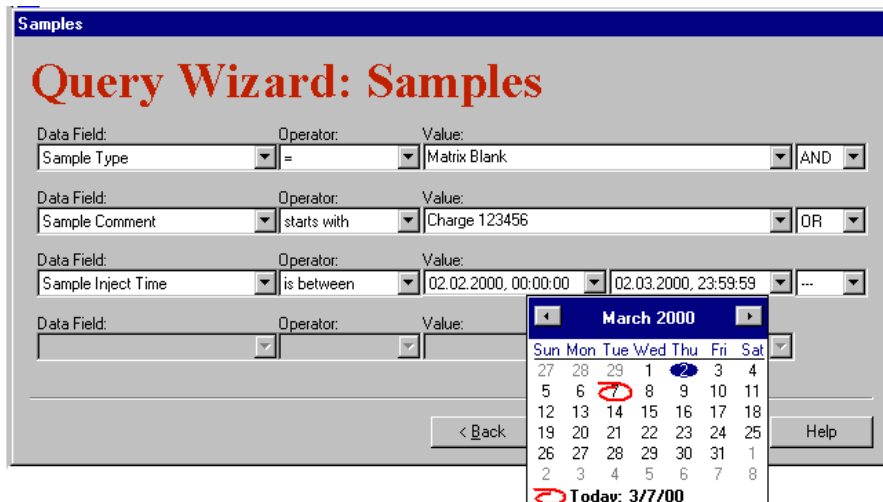 Samples
Query Wizard: Samples
Data Field: Operator: Value:
Sample Type = Matrix Blank AND
Data Field: Operator: Value:
Sample Comment starts with Charge 123456 OR
Data Field: Operator: Value:
Sample Inject Time is between 02.02.2000, 00:00:00 02.03.2000, 23:59:59 ---
Data Field: Operator: Value:
March 2000
Sun Mon Tue Wed Thu Fri Sat
27 28 29 1 2 3 4
5 6 7 8 9 10 11
12 13 14 15 16 17 18
19 20 21 22 23 24 25
26 27 28 29 30 31 1
2 3 4 5 6 7 8
Today: 3/7/00
< Back Help